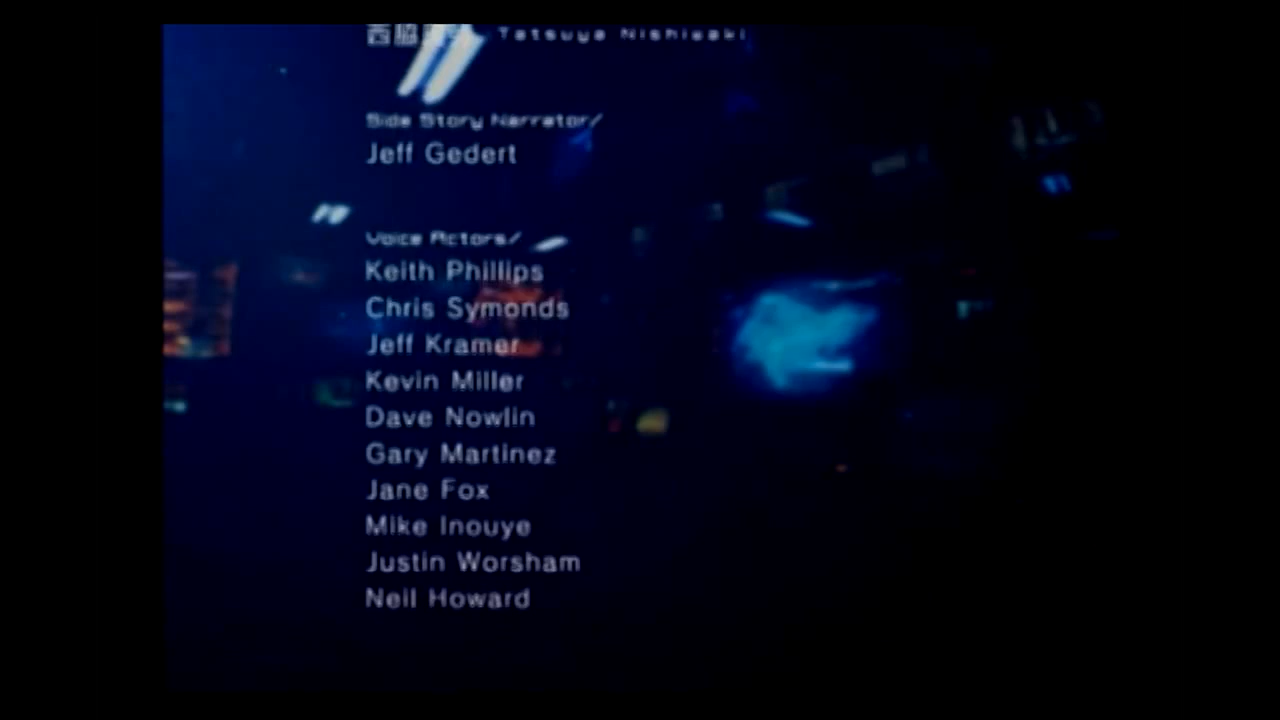 Tatsuya Nishiwaki
Side Story Narrator/
Jeff Gedert
Voice Actors/
Keith Phillips
Chris Symonds
Jeff Kramer
Kevin Miller
Dave Nowlin
Gary Martinez
Jane Fox
Mike Inouye
Justin Worsham
Neil Howard